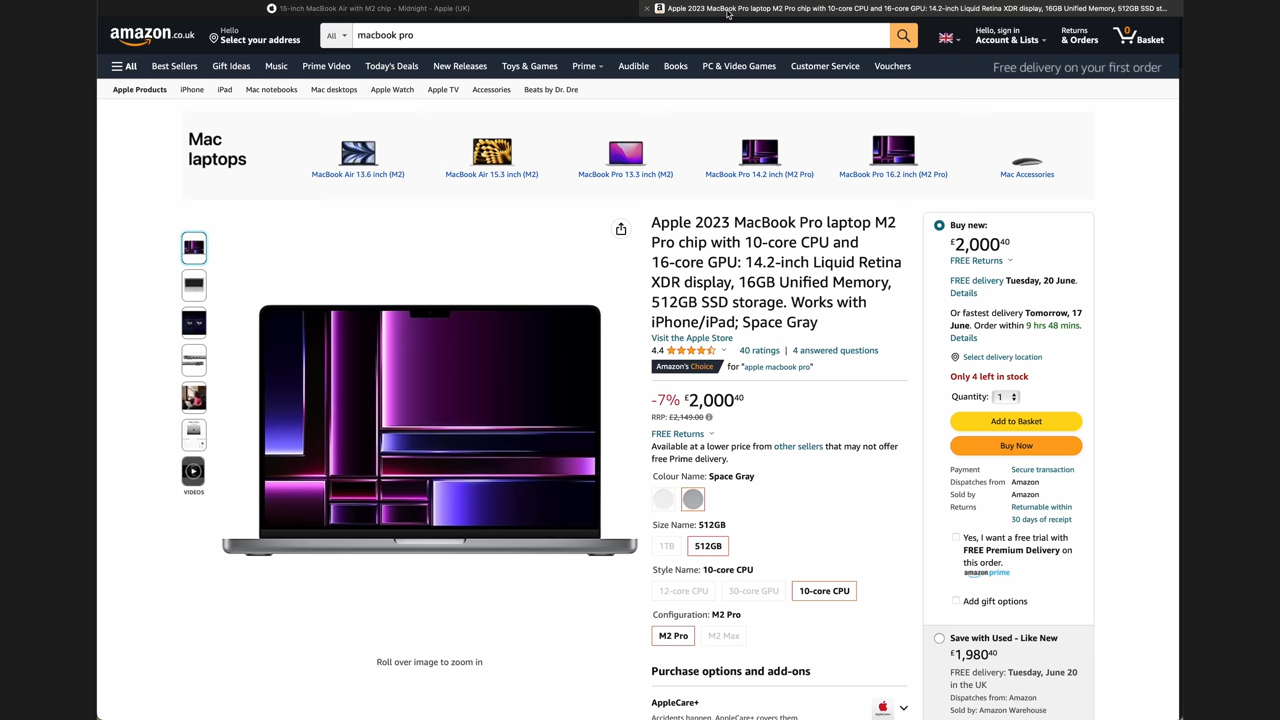 15-inch MacBook Air with M2 chip - Midnight - Apple (UK)
Apple 2023 MacBook Pro laptop M2 Pro chip with 10-core CPU and 16-core GPU: 14.2-inch Liquid Retina XDR display, 16GB Unified Memory, 512GB SSD st...
amazon.co.uk
Hello
Select your address
All
macbook pro
Hello, sign in
Account & Lists
Returns
& Orders
0
Basket
All
Best Sellers
Gift Ideas
Music
Prime Video
Today's Deals
New Releases
Toys & Games
Prime
Audible
Books
PC & Video Games
Customer Service
Vouchers
Free delivery on your first order
Apple Products
iPhone
iPad
Mac notebooks
Mac desktops
Apple Watch
Apple TV
Accessories
Beats by Dr. Dre
Mac
laptops
MacBook Air 13.6 inch (M2)
MacBook Air 15.3 inch (M2)
MacBook Pro 13.3 inch (M2)
MacBook Pro 14.2 inch (M2 Pro)
MacBook Pro 16.2 inch (M2 Pro)
Mac Accessories
VIDEOS
Roll over image to zoom in
Apple 2023 MacBook Pro laptop M2
Pro chip with 10-core CPU and
16-core GPU: 14.2-inch Liquid Retina
XDR display, 16GB Unified Memory,
512GB SSD storage. Works with
iPhone/iPad; Space Gray
Visit the Apple Store
4.4
40 ratings | 4 answered questions
Amazon's Choice for "apple macbook pro"
-7% £2,000.40
RRP: £2,149.00
FREE Returns
Available at a lower price from other sellers that may not offer
free Prime delivery.
Colour Name: Space Gray
Size Name: 512GB
1TB
512GB
Style Name: 10-core CPU
12-core CPU
30-core GPU
10-core CPU
Configuration: M2 Pro
M2 Pro
M2 Max
Purchase options and add-ons
AppleCare+
Accidents happen. AppleCare+ covers them.
Buy new:
£2,000.40
FREE Returns
FREE delivery Tuesday, 20 June.
Details
Or fastest delivery Tomorrow, 17
June. Order within 9 hrs 48 mins.
Details
Select delivery location
Only 4 left in stock
Quantity: 1
Add to Basket
Buy Now
Payment Secure transaction
Dispatches from Amazon
Sold by Amazon
Returns Returnable within
30 days of receipt
Yes, I want a free trial with
FREE Premium Delivery on
this order.
amazon prime
Add gift options
Save with Used - Like New
£1,980.40
FREE delivery: Tuesday, June 20
in the UK
Dispatches from: Amazon
Sold by: Amazon Warehouse